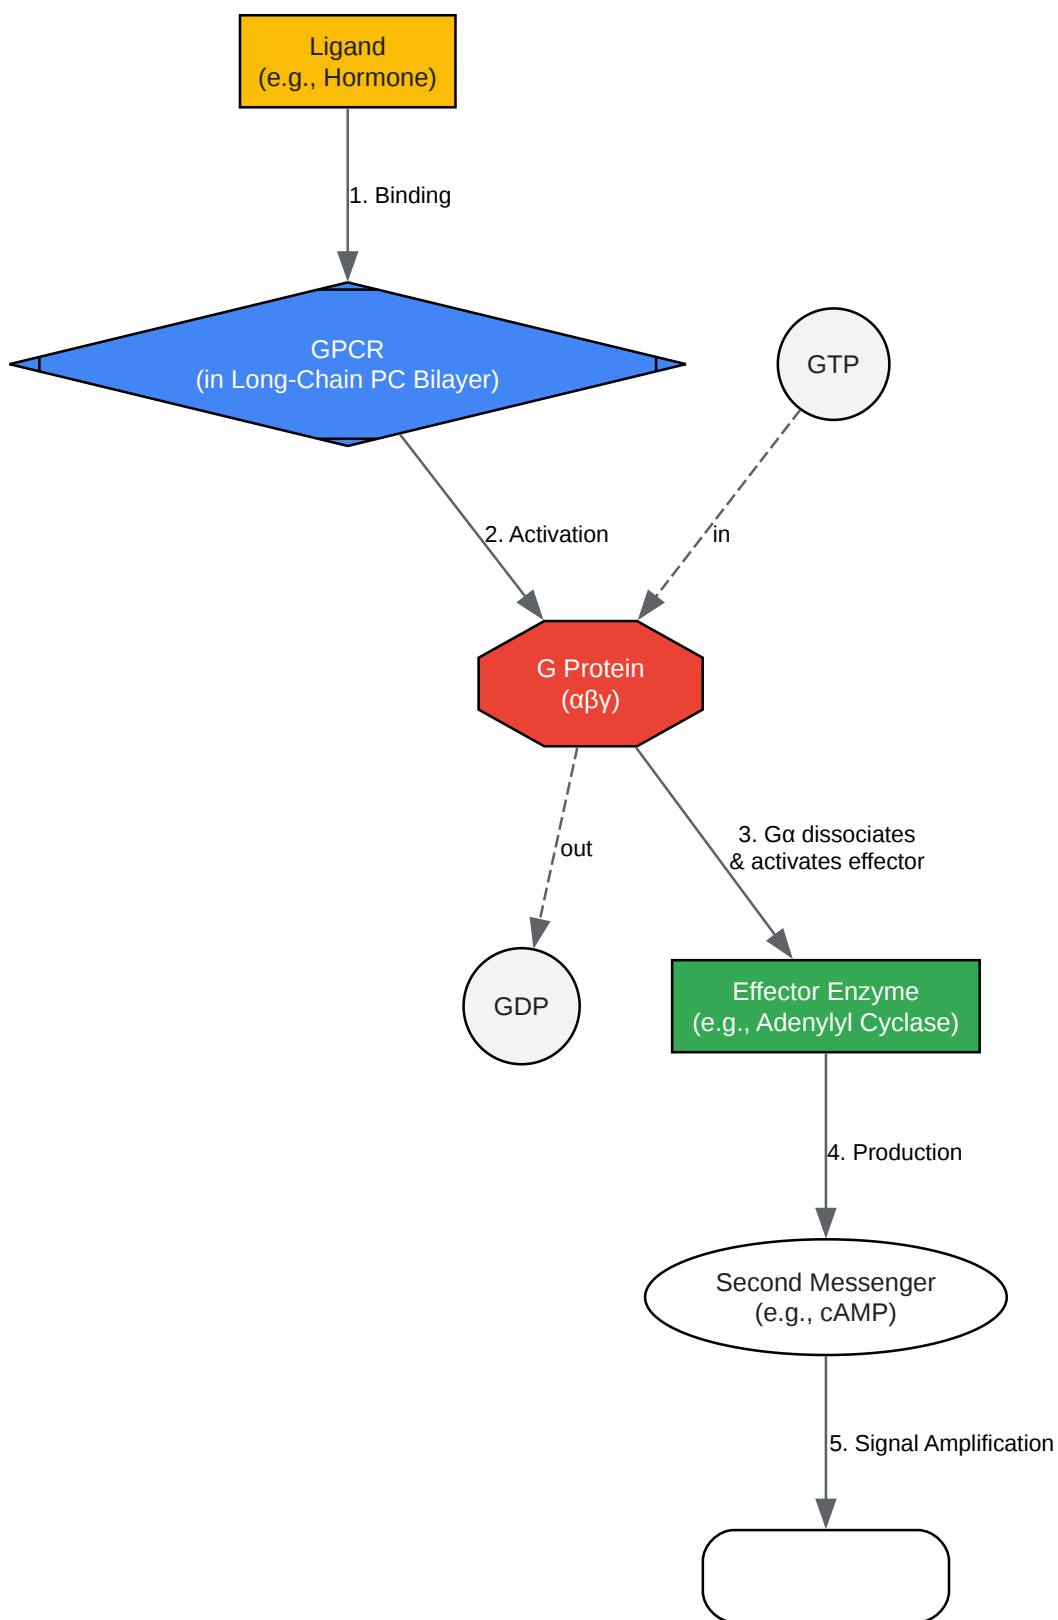 Ligand
(e.g., Hormone)
1. Binding
GPCR
(in Long-Chain PC Bilayer)
GTP
2. Activation
in
G Protein
(αβγ)
3. Gα dissociates
& activates effector
out
Effector Enzyme
(e.g., Adenylyl Cyclase)
GDP
4. Production
Second Messenger
(e.g., cAMP)
5. Signal Amplification